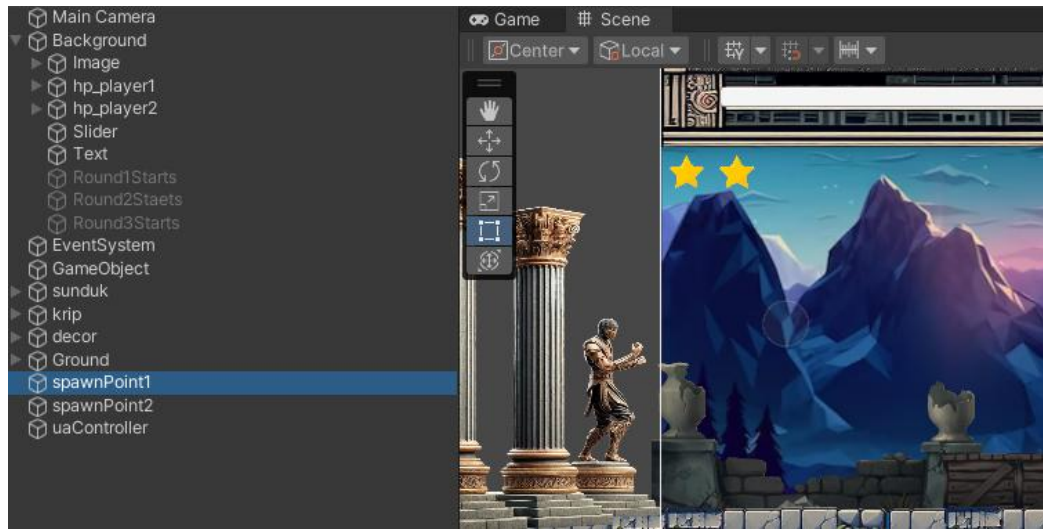 Main Camera
Background
Image
hp_player1
hp_player2
Slider
Text
Round1Starts
Round2Staets
Round3Starts
EventSystem
GameObject
sunduk
krip
decor
Ground
spawnPoint1
spawnPoint2
uaController
Game Scene
Center Local